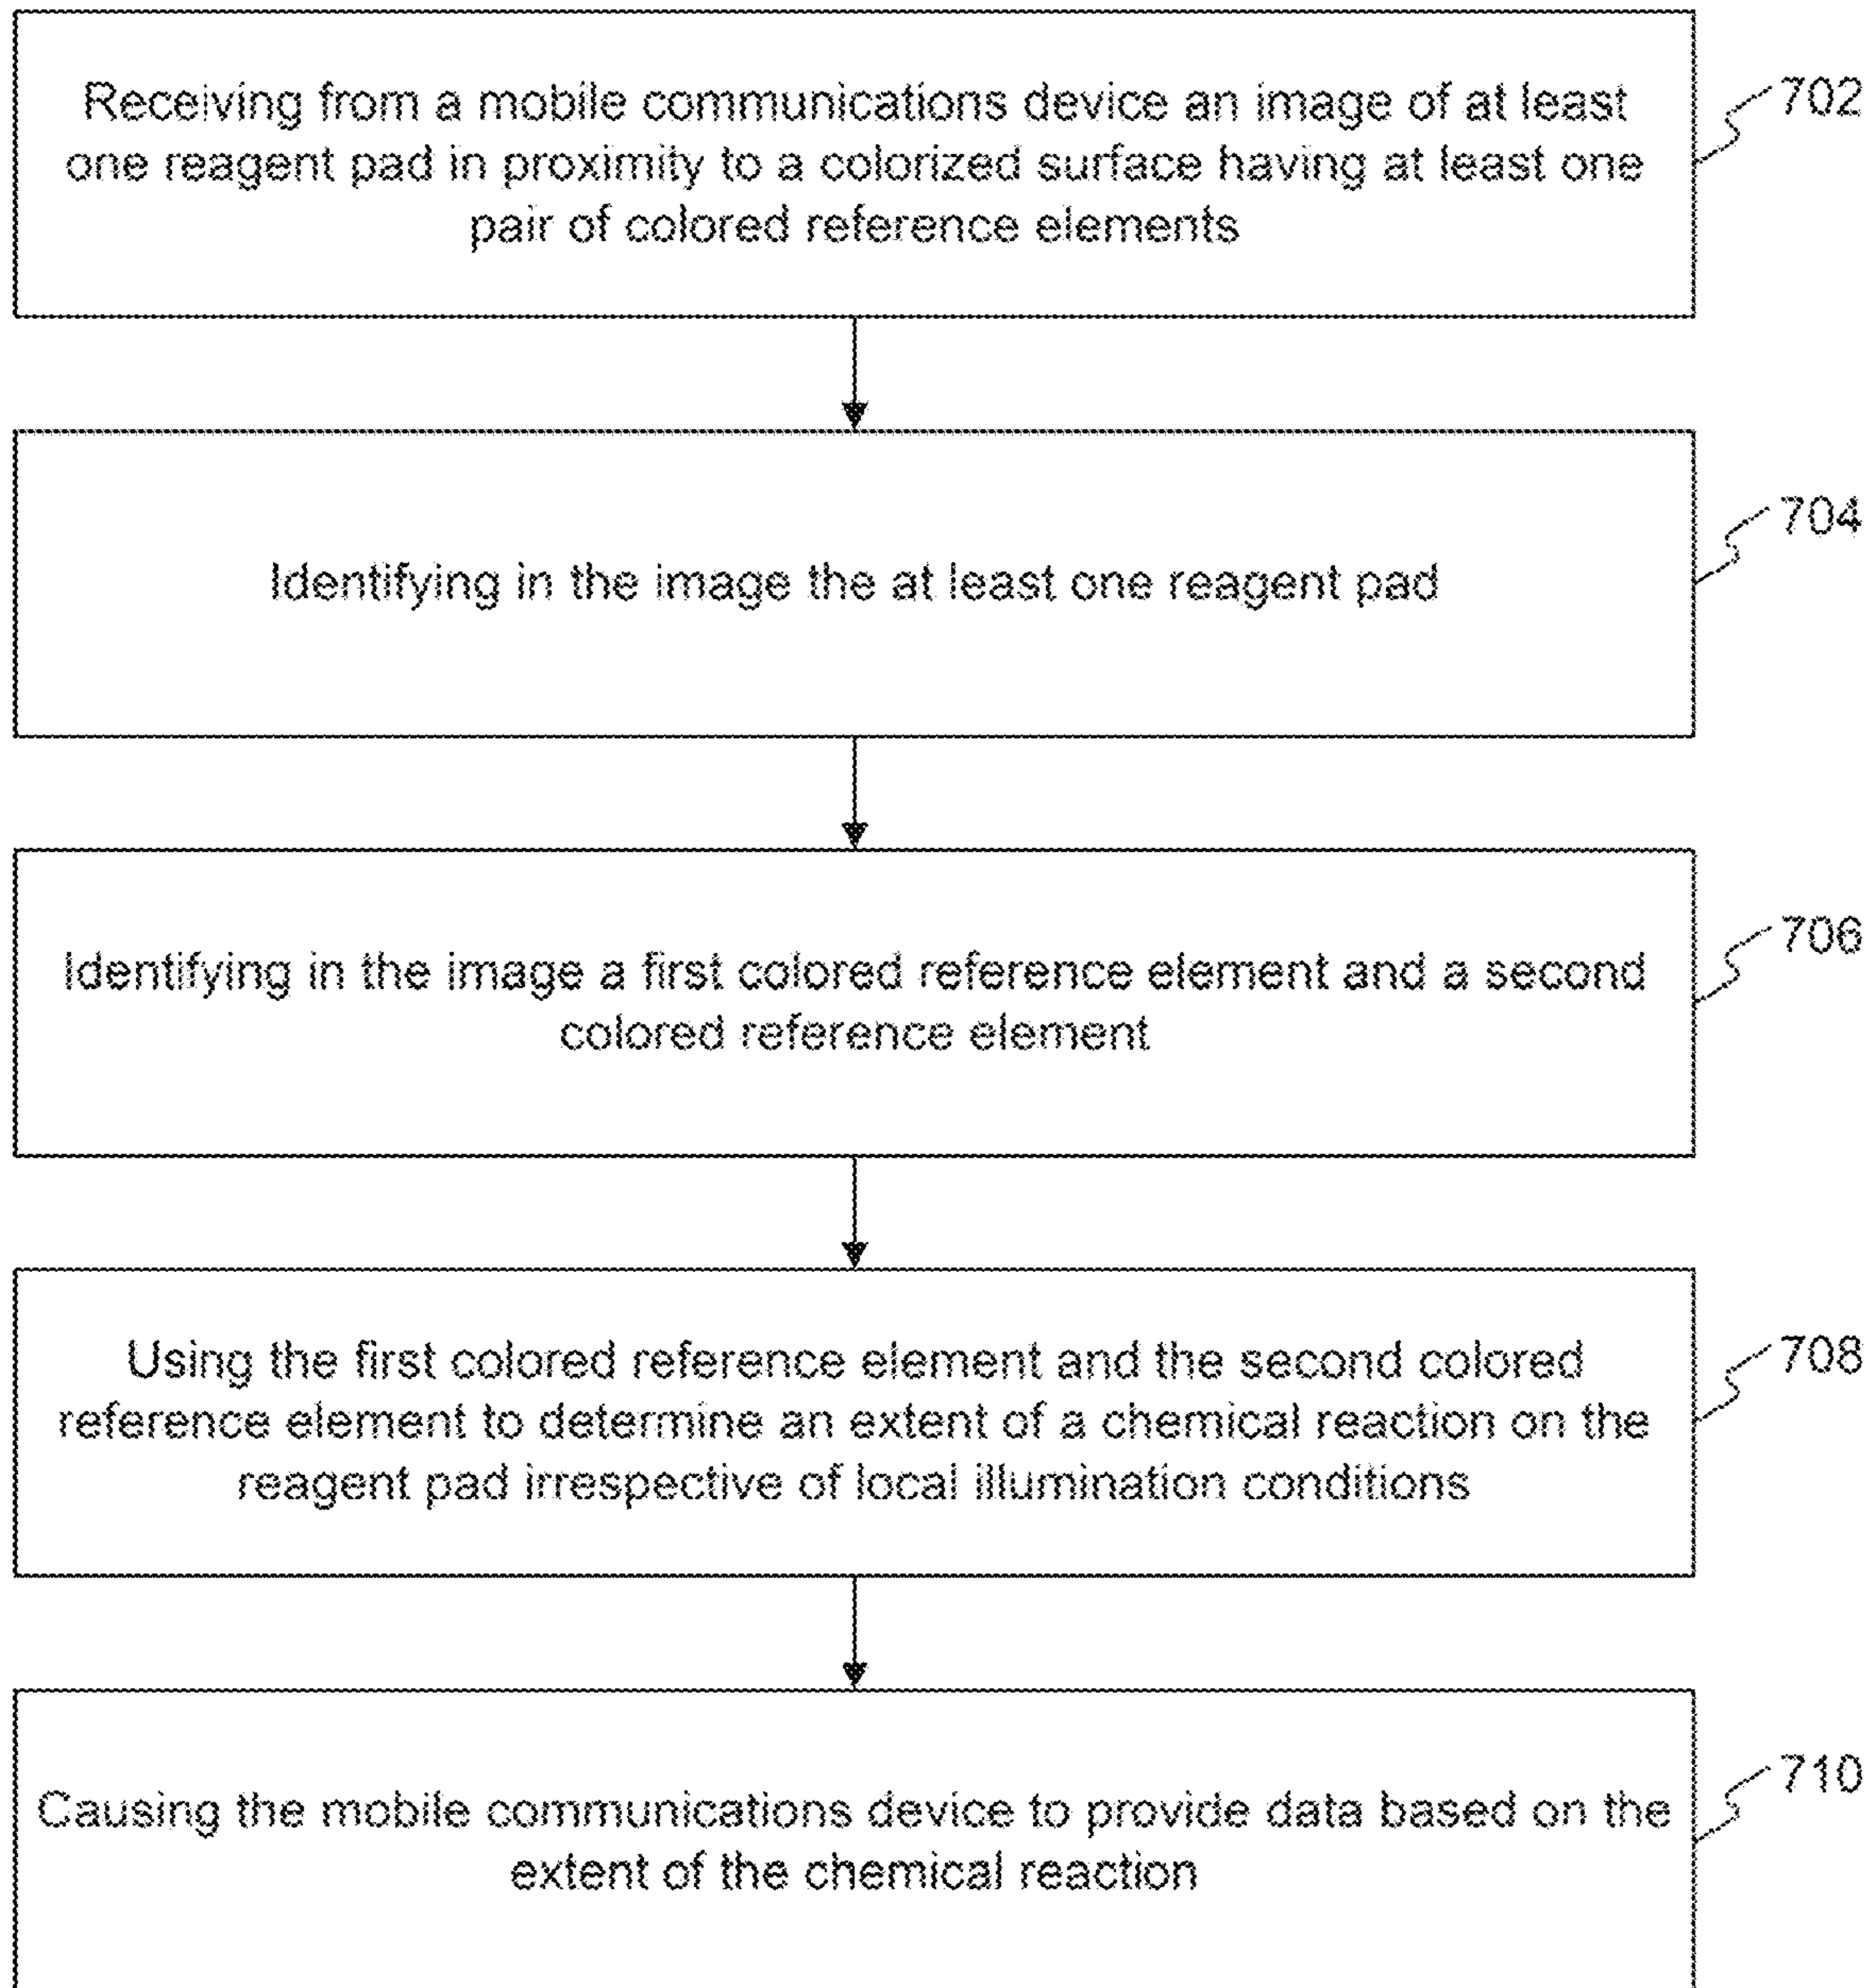 Receiving from a mobile communications device an image of at least
one reagent pad in proximity to a colorized surface having at least one
pair of colored reference elements
702
Identifying in the image the at least one reagent pad
704
Identifying in the image a first colored reference element and a second
colored reference element
706
Using the first colored reference element and the second colored
reference element to determine an extent of a chemical reaction on the
reagent pad irrespective of local illumination conditions
708
Causing the mobile communications device to provide data based on the
extent of the chemical reaction
710